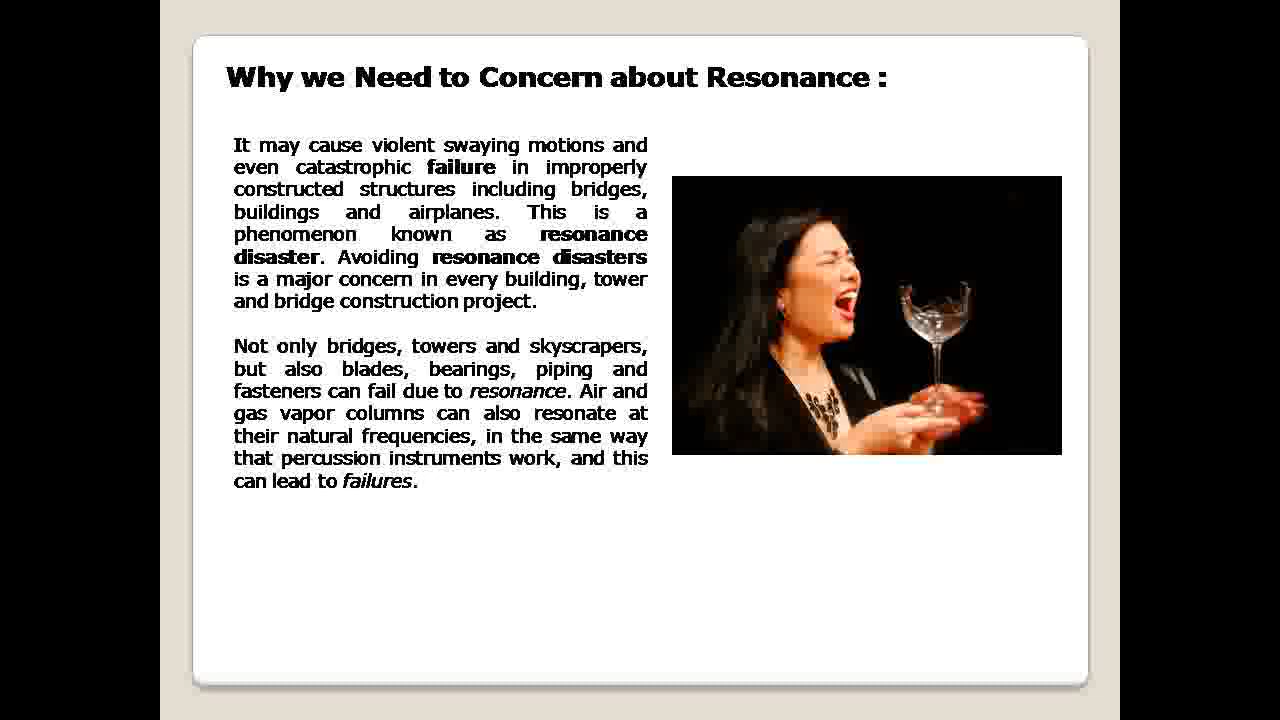 Why we Need to Concern about Resonance :
It may cause violent swaying motions and
even catastrophic failure in improperly
constructed structures including bridges,
buildings and airplanes. This is a
phenomenon known as resonance
disaster. Avoiding resonance disasters
is a major concern in every building, tower
and bridge construction project.
Not only bridges, towers and skyscrapers,
but also blades, bearings, piping and
fasteners can fail due to resonance. Air and
gas vapor columns can also resonate at
their natural frequencies, in the same way
that percussion instruments work, and this
can lead to failures.